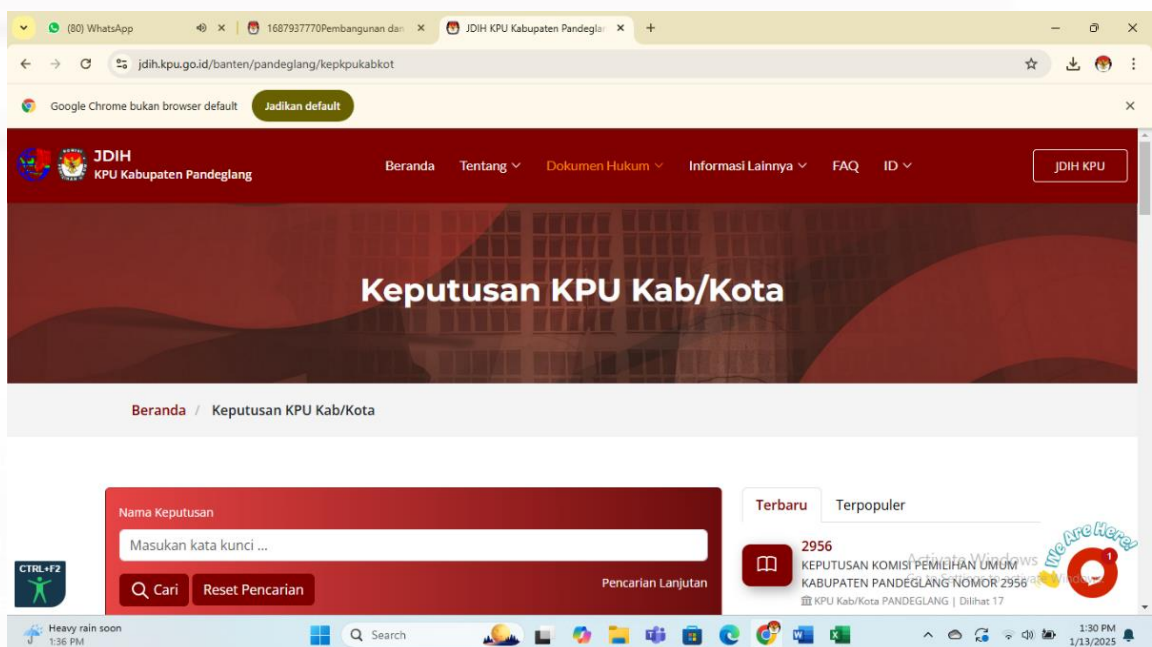 (80) WhatsApp
1687937770Pembangunan dan
JDIH KPU Kabupaten Pandeglan
jdih.kpu.go.id/banten/pandeglang/kepkpukabkot
Google Chrome bukan browser default
Jadikan default
JDIH
KPU Kabupaten Pandeglang
Beranda Tentang Dokumen Hukum Informasi Lainnya FAQ ID
JDIH KPU
Keputusan KPU Kab/Kota
Beranda / Keputusan KPU Kab/Kota
Nama Keputusan
Masukan kata kunci ...
Cari
Reset Pencarian
Pencarian Lanjutan
Terbaru Terpopuler
2956
KEPUTUSAN KOMISI PEMILIHAN UMUM
KABUPATEN PANDEGLANG NOMOR 2956
KPU Kab/Kota PANDEGLANG | Dilihat 17
Activate Windows
We Are Here!
1
CTRL+F2
Heavy rain soon
1:36 PM
Search
1:30 PM
1/13/2025